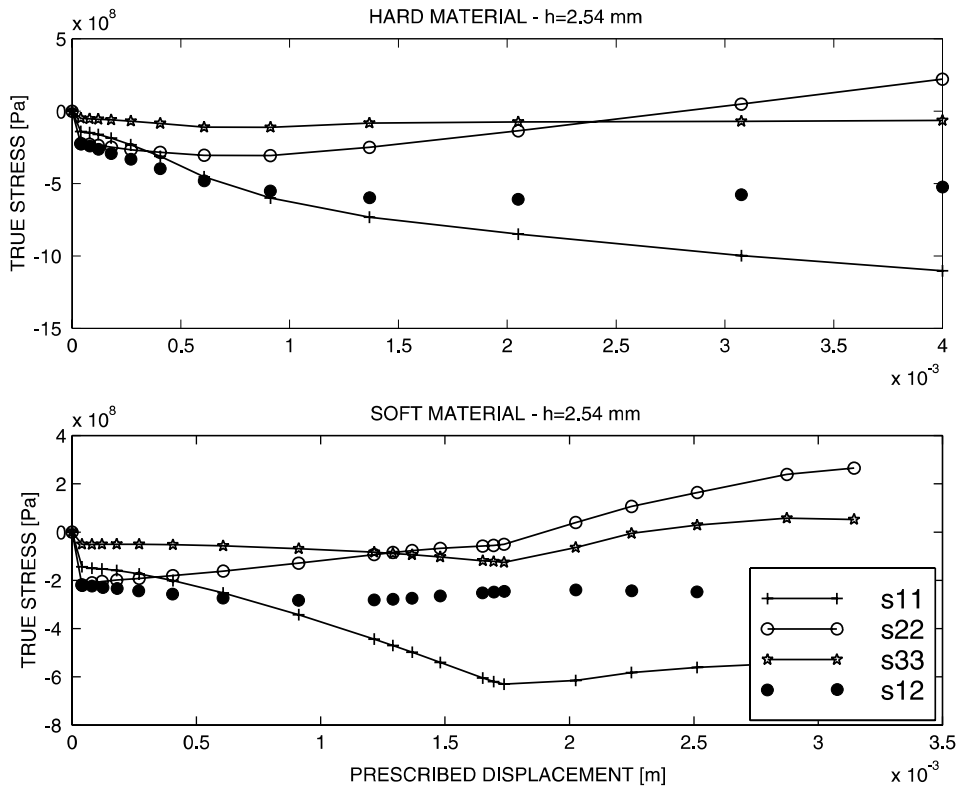 HARD MATERIAL - h=2.54 mm
x 10^8
5
0
-5
-10
-15
TRUE STRESS [Pa]
0 0.5 1 1.5 2 2.5 3 3.5 4
x 10^-3
SOFT MATERIAL - h=2.54 mm
x 10^8
4
2
0
-2
-4
-6
-8
TRUE STRESS [Pa]
s11
s22
s33
s12
0 0.5 1 1.5 2 2.5 3 3.5
PRESCRIBED DISPLACEMENT [m]
x 10^-3